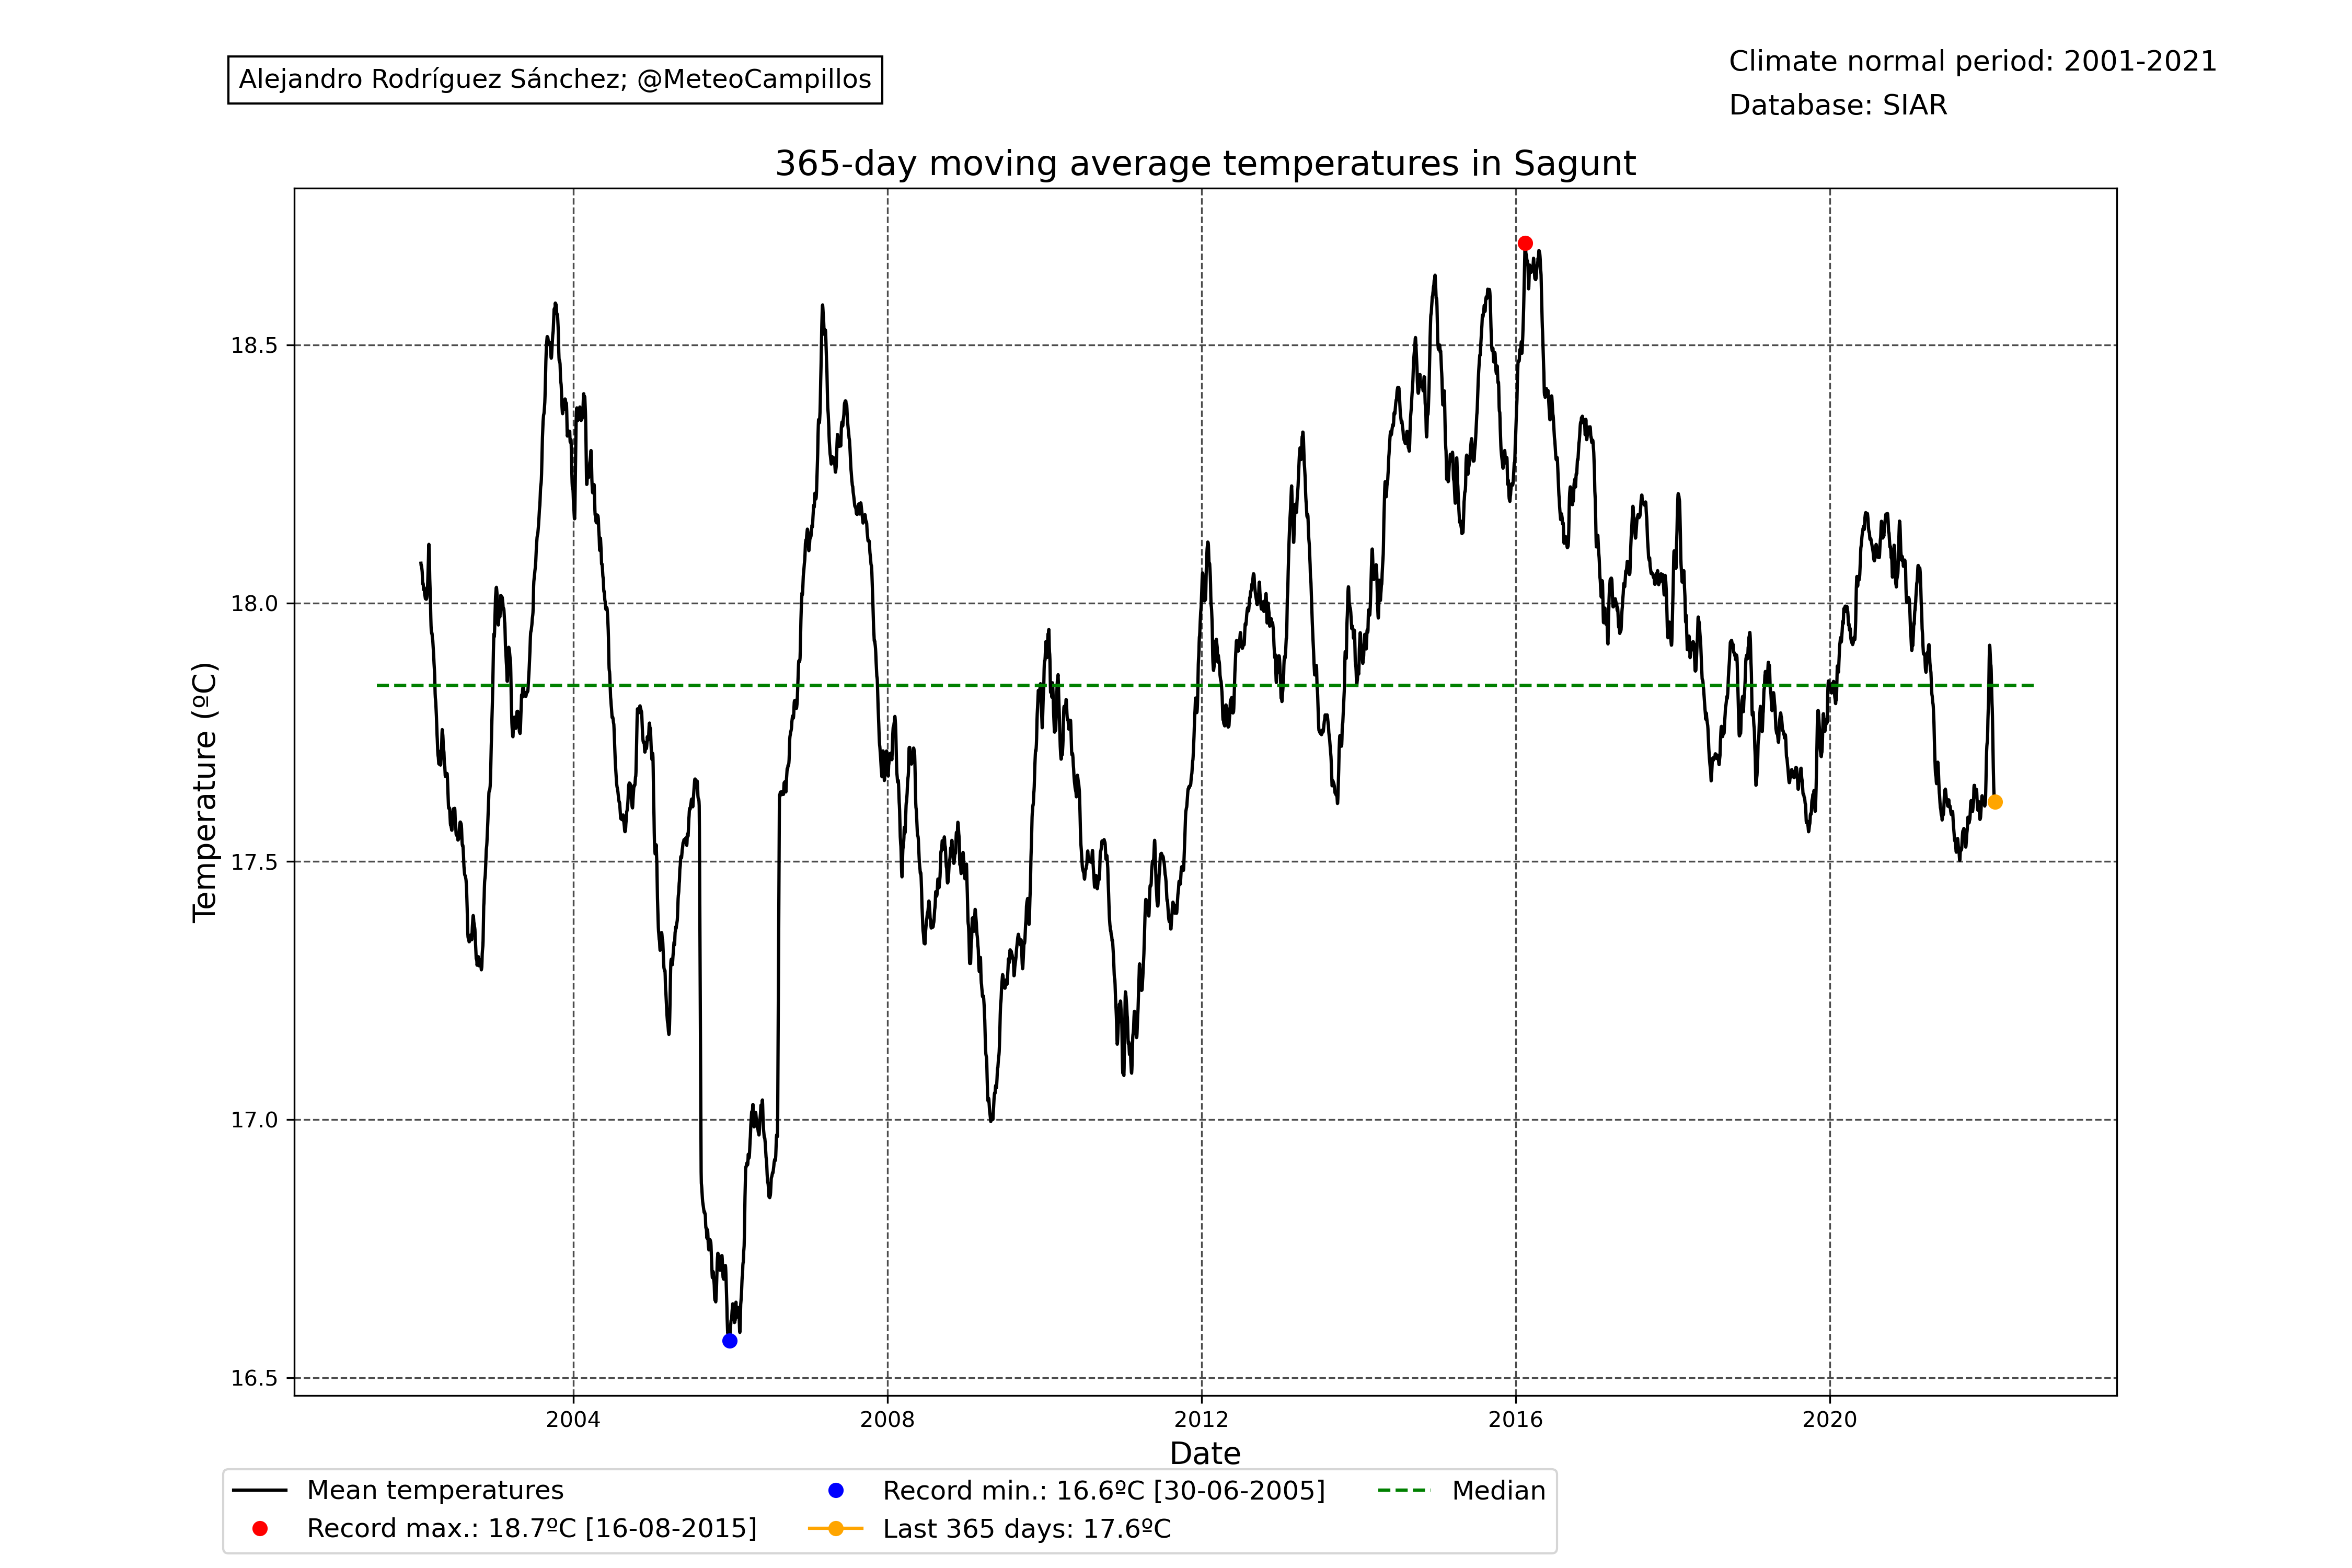 Alejandro Rodríguez Sánchez; @MeteoCampillos
Climate normal period: 2001-2021
Database: SIAR
365-day moving average temperatures in Sagunt
Temperature (ºC)
18.5
18.0
17.5
17.0
16.5
2004
2008
2012
2016
2020
Date
Mean temperatures
Record max.: 18.7ºC [16-08-2015]
Record min.: 16.6ºC [30-06-2005]
Last 365 days: 17.6ºC
Median